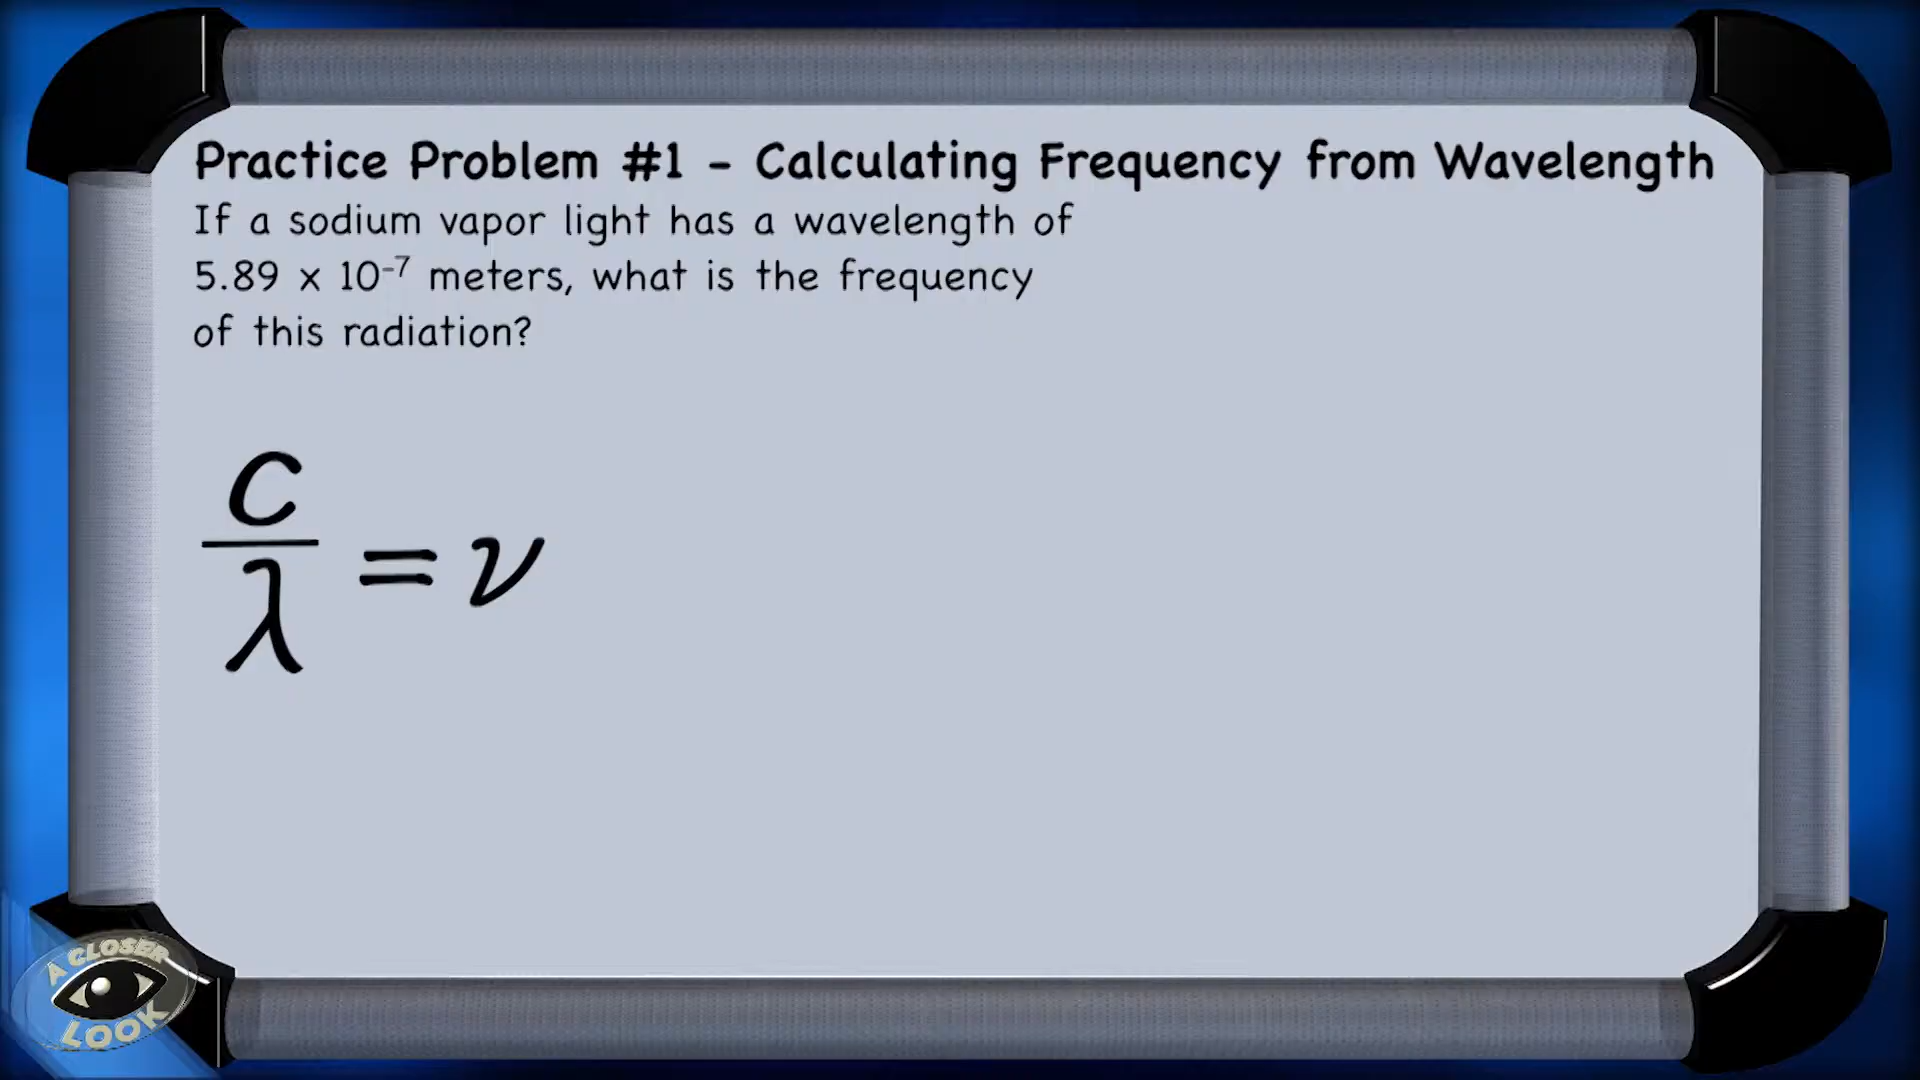 Practice Problem #1 - Calculating Frequency from Wavelength
If a sodium vapor light has a wavelength of
5.89 x 10⁻⁷ meters, what is the frequency
of this radiation?
c
λ = ν
A CLOSER
LOOK